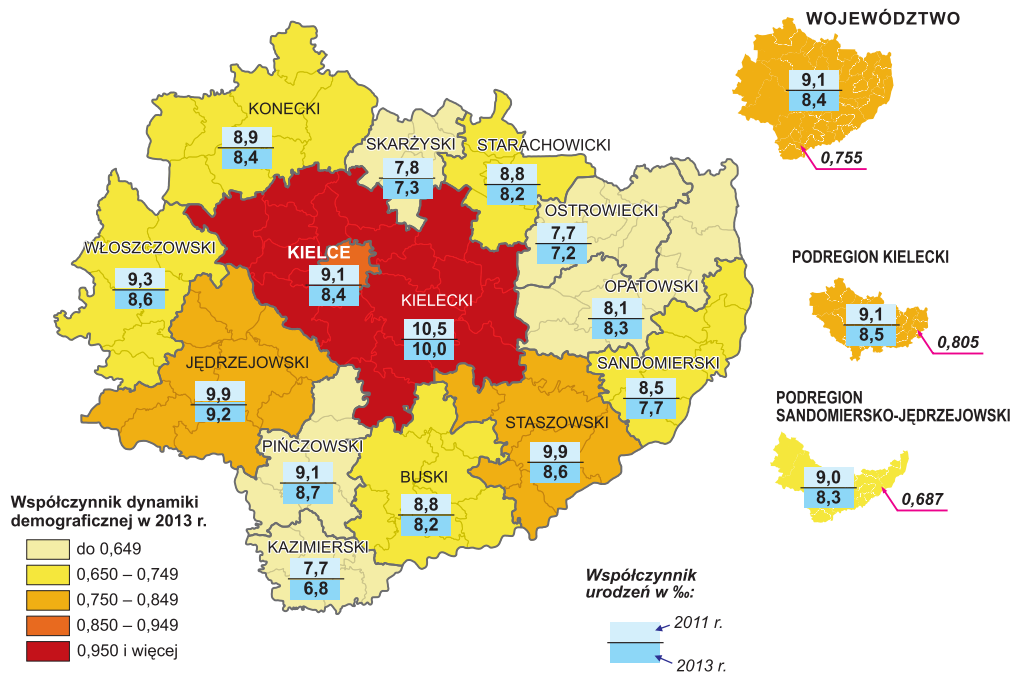 WOJEWÓDZTWO
9,1
8,4
0,755
KONECKI
8,9
8,4
SKARŻYSKI
7,8
7,3
STARACHOWICKI
8,8
8,2
OSTROWIECKI
7,7
7,2
WŁOSZCZOWSKI
9,3
8,6
KIELCE
9,1
8,4
KIELECKI
10,5
10,0
OPATOWSKI
8,1
8,3
PODREGION KIELECKI
9,1
8,5
0,805
JĘDRZEJOWSKI
9,9
9,2
SANDOMIERSKI
8,5
7,7
STASZOWSKI
9,9
8,6
PODREGION
SANDOMIERSKO-JĘDRZEJOWSKI
9,0
8,3
0,687
PIŃCZOWSKI
9,1
8,7
BUSKI
8,8
8,2
KAZIMIERSKI
7,7
6,8
Współczynnik dynamiki
demograficznej w 2013 r.
do 0,649
0,650 – 0,749
0,750 – 0,849
0,850 – 0,949
0,950 i więcej
Współczynnik
urodzeń w ‰:
2011 r.
2013 r.